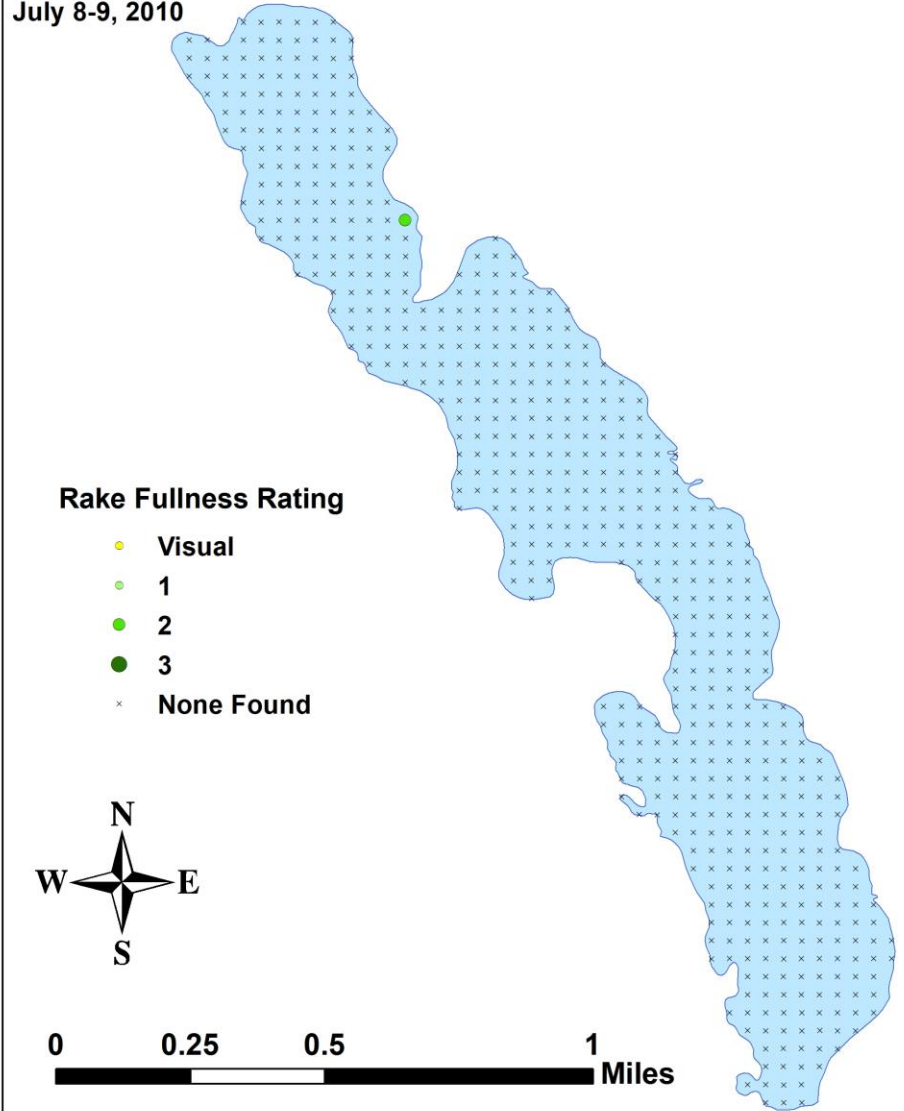 July 8-9, 2010
Rake Fullness Rating
Visual
1
2
3
None Found
N
W E
S
0 0.25 0.5 1
Miles